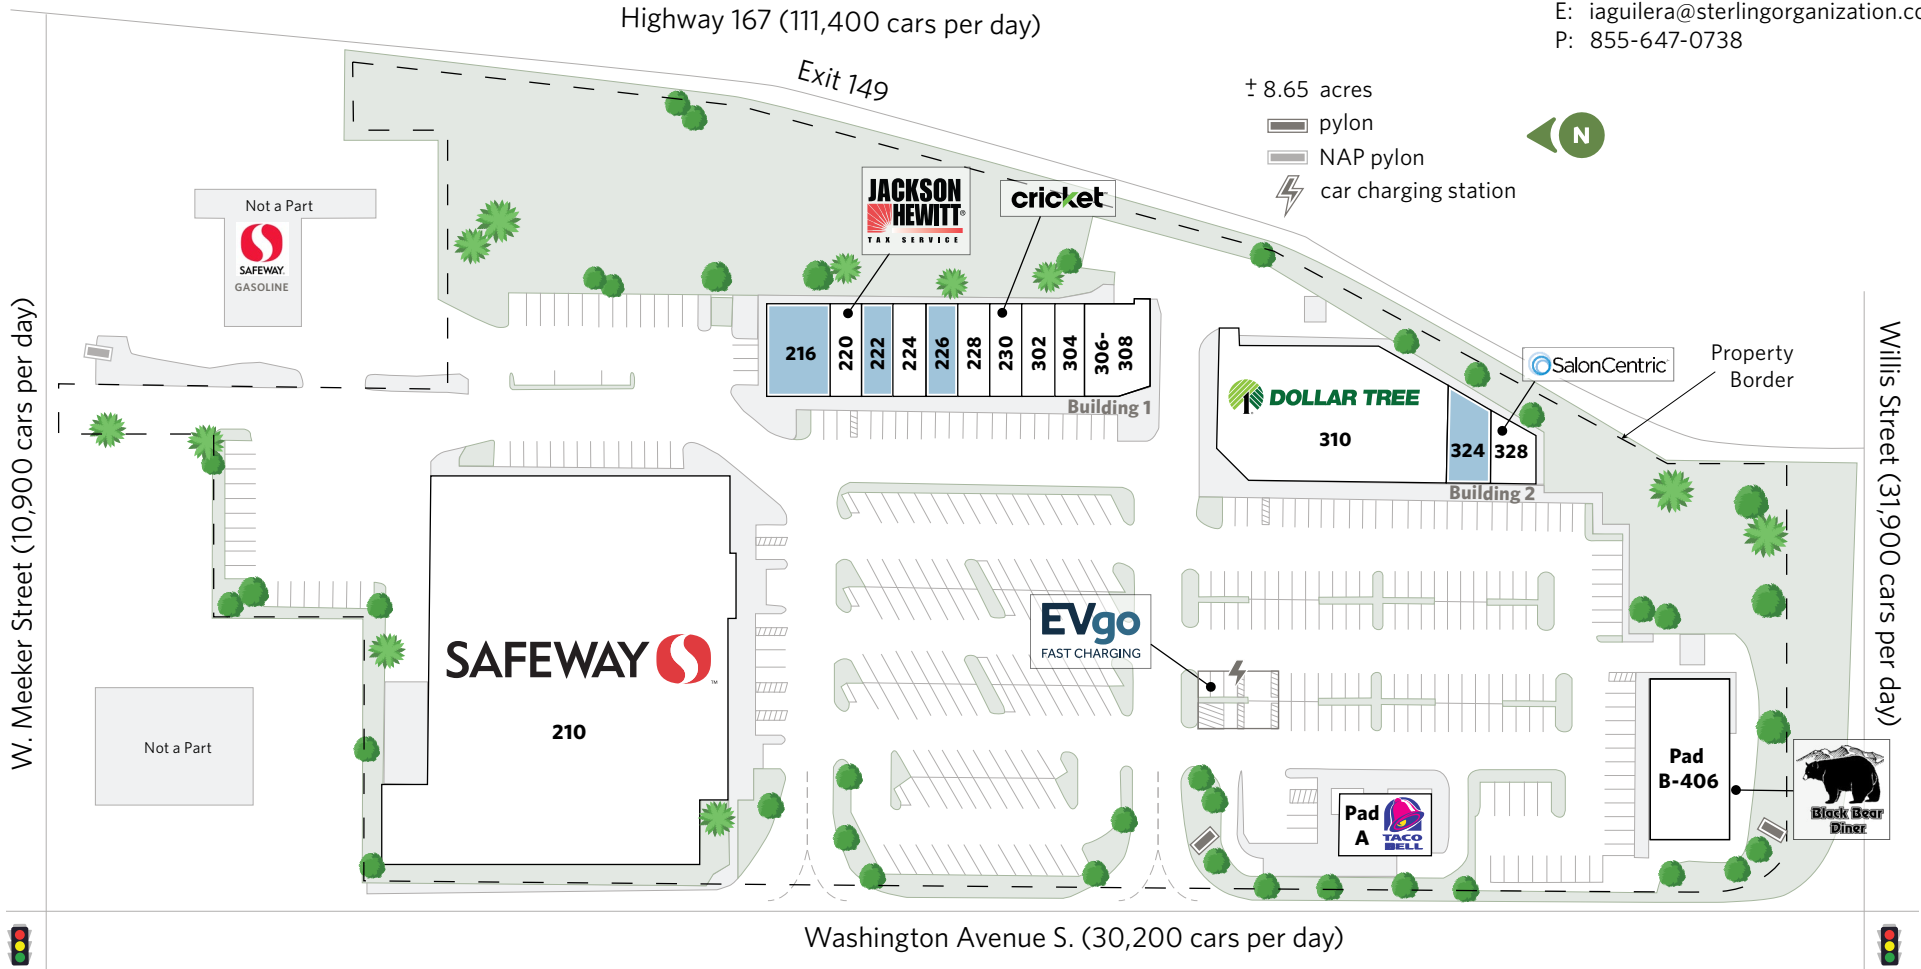 Highway 167 (111,400 cars per day)
E: iaguilera@sterlingorganization.co
P: 855-647-0738
Exit 149
± 8.65 acres
pylon
NAP pylon
car charging station
N
Not a Part
SAFEWAY.
GASOLINE
JACKSON
HEWITT®
TAX SERVICE
cricket
W. Meeker Street (10,900 cars per day)
216
220
222
224
226
228
230
302
304
306-
308
Building 1
DOLLAR TREE
310
324
328
Building 2
SalonCentric
Property
Border
Willis Street (31,900 cars per day)
SAFEWAY
™
210
EVgo
FAST CHARGING
Not a Part
Pad
A
TACO
BELL
Pad
B-406
Black Bear
Diner
Washington Avenue S. (30,200 cars per day)